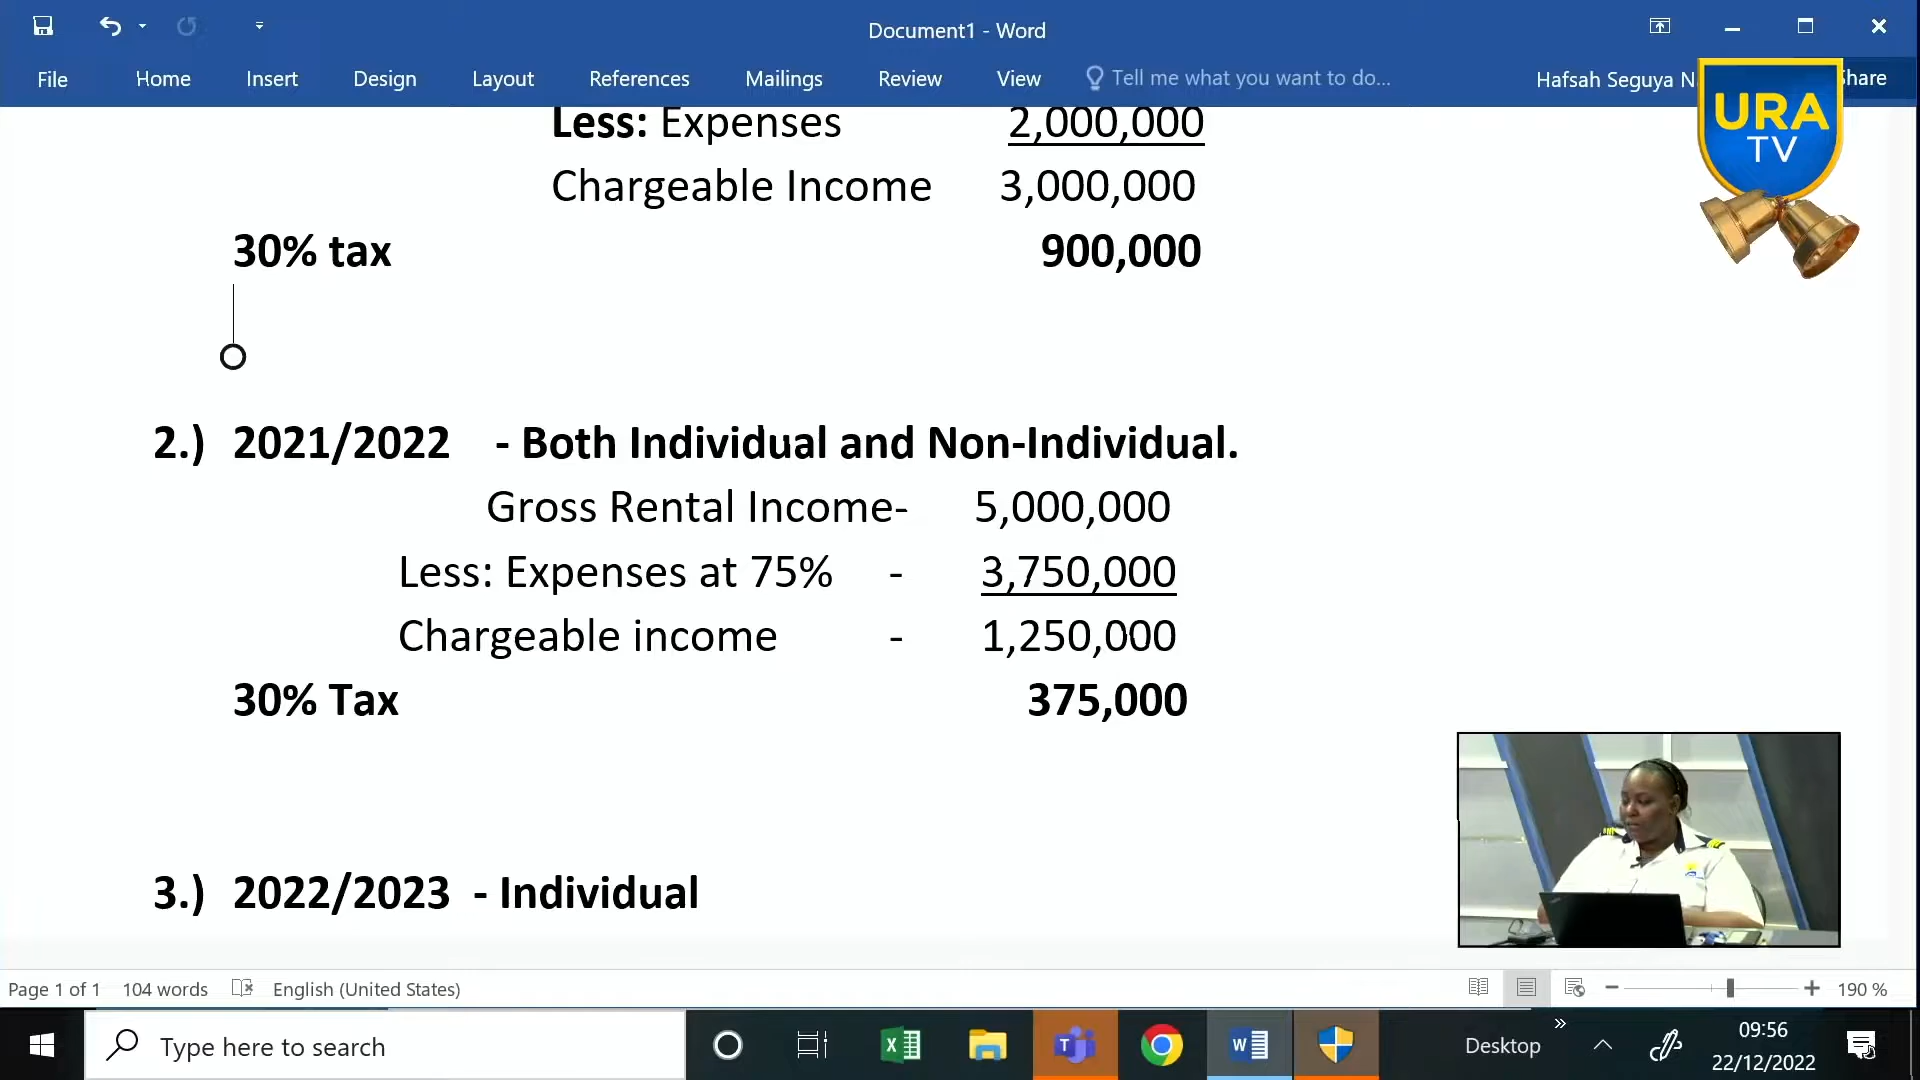 Document1 - Word
File Home Insert Design Layout References Mailings Review View Tell me what you want to do... Hafsah Seguya N Share
URA
TV
Less: Expenses 2,000,000
Chargeable Income 3,000,000
30% tax 900,000
2.) 2021/2022 - Both Individual and Non-Individual.
Gross Rental Income- 5,000,000
Less: Expenses at 75% - 3,750,000
Chargeable income - 1,250,000
30% Tax 375,000
3.) 2022/2023 - Individual
Page 1 of 1 104 words English (United States) 190 %
Type here to search Desktop 09:56
22/12/2022